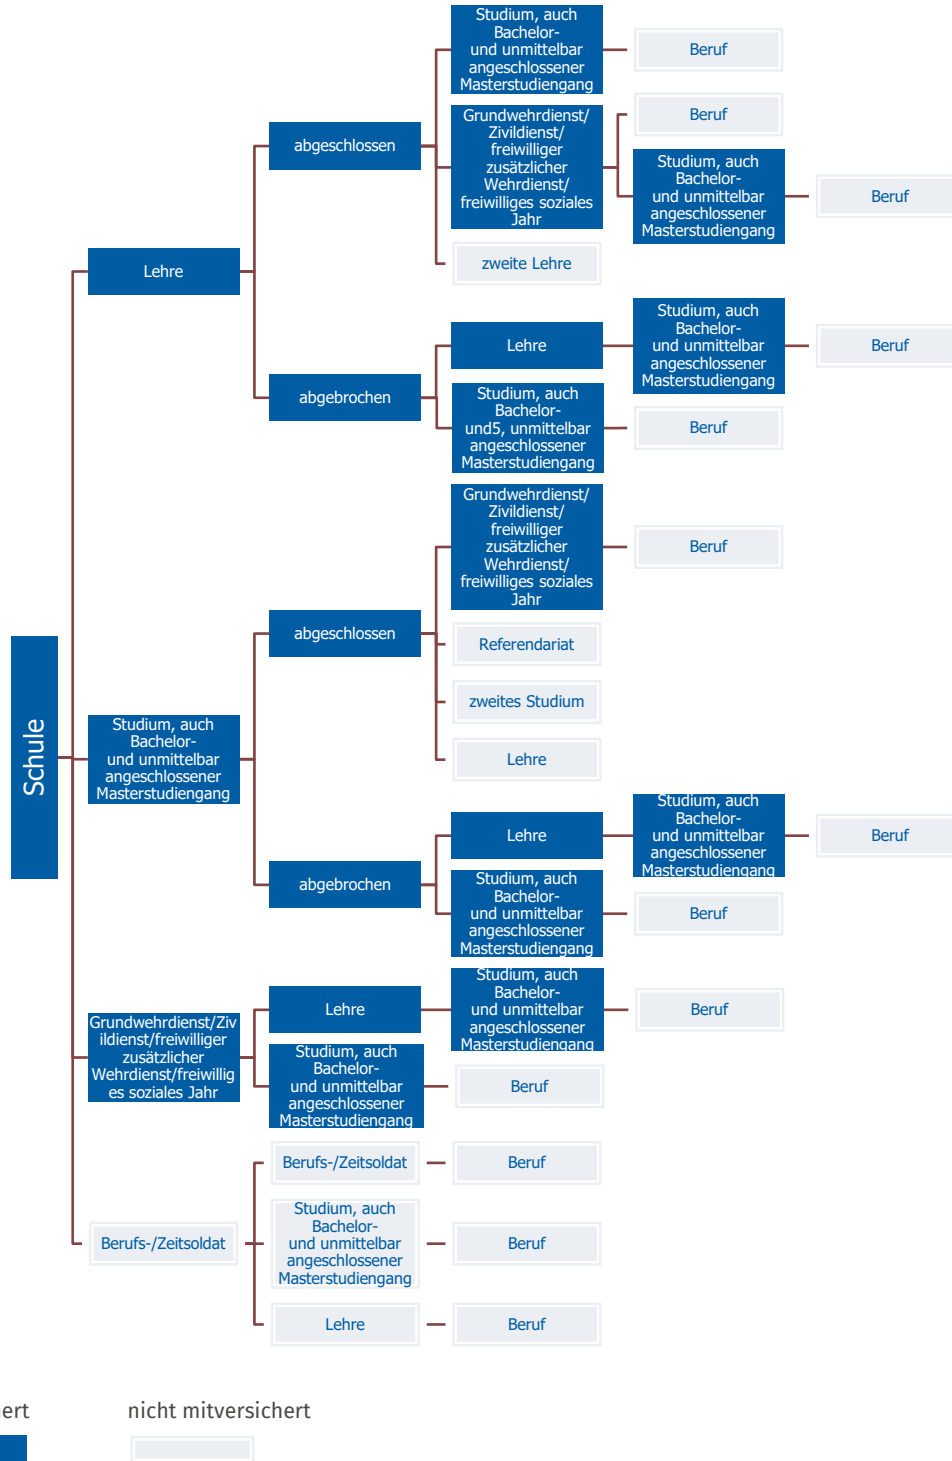 Studium, auch
Bachelor-
und unmittelbar
angeschlossener
Masterstudiengang
Beruf
Grundwehrdienst/
Zivildienst/
freiwilliger
zusätzlicher
Wehrdienst/
freiwilliges soziales
Jahr
Beruf
abgeschlossen
Studium, auch
Bachelor-
und unmittelbar
angeschlossener
Masterstudiengang
Beruf
zweite Lehre
Lehre
Lehre
Studium, auch
Bachelor-
und unmittelbar
angeschlossener
Masterstudiengang
Beruf
abgebrochen
Studium, auch
Bachelor-
und5, unmittelbar
angeschlossener
Masterstudiengang
Beruf
Grundwehrdienst/
Zivildienst/
freiwilliger
zusätzlicher
Wehrdienst/
freiwilliges soziales
Jahr
Beruf
abgeschlossen
Referendariat
zweites Studium
Lehre
Schule
Studium, auch
Bachelor-
und unmittelbar
angeschlossener
Masterstudiengang
Lehre
Studium, auch
Bachelor-
und unmittelbar
angeschlossener
Masterstudiengang
Beruf
abgebrochen
Studium, auch
Bachelor-
und unmittelbar
angeschlossener
Masterstudiengang
Beruf
Grundwehrdienst/Ziv
ildienst/freiwilliger
zusätzlicher
Wehrdienst/freiwillig
es soziales Jahr
Lehre
Studium, auch
Bachelor-
und unmittelbar
angeschlossener
Masterstudiengang
Beruf
Studium, auch
Bachelor-
und unmittelbar
angeschlossener
Masterstudiengang
Beruf
Berufs-/Zeitsoldat
Berufs-/Zeitsoldat
Beruf
Studium, auch
Bachelor-
und unmittelbar
angeschlossener
Masterstudiengang
Beruf
Lehre
Beruf
nicht mitversichert